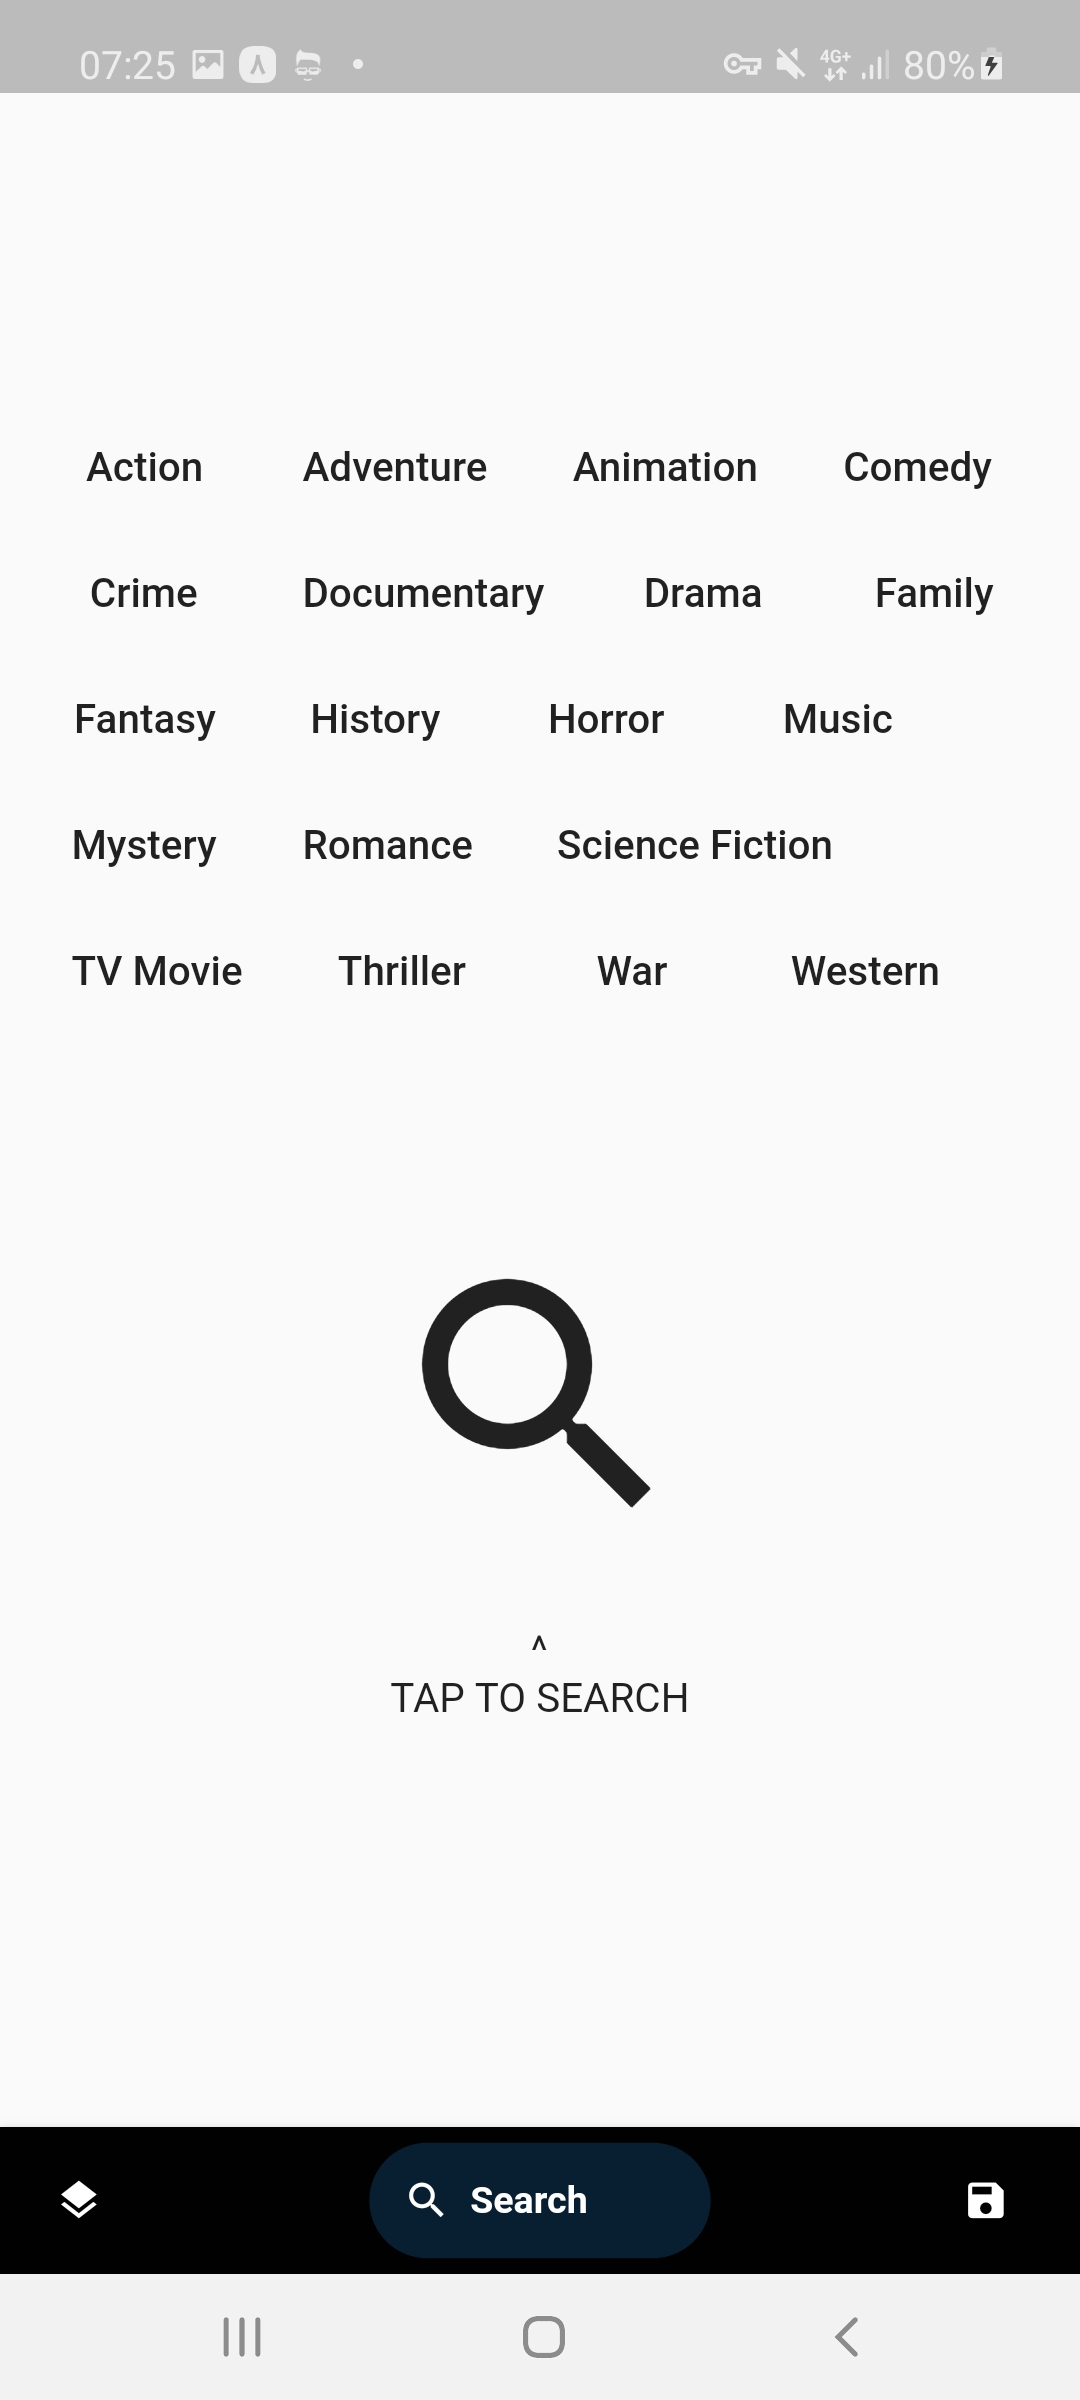 07:25 4G+ 80%
Action Adventure Animation Comedy
Crime Documentary Drama Family
Fantasy History Horror Music
Mystery Romance Science Fiction
TV Movie Thriller War Western
^
TAP TO SEARCH
Search